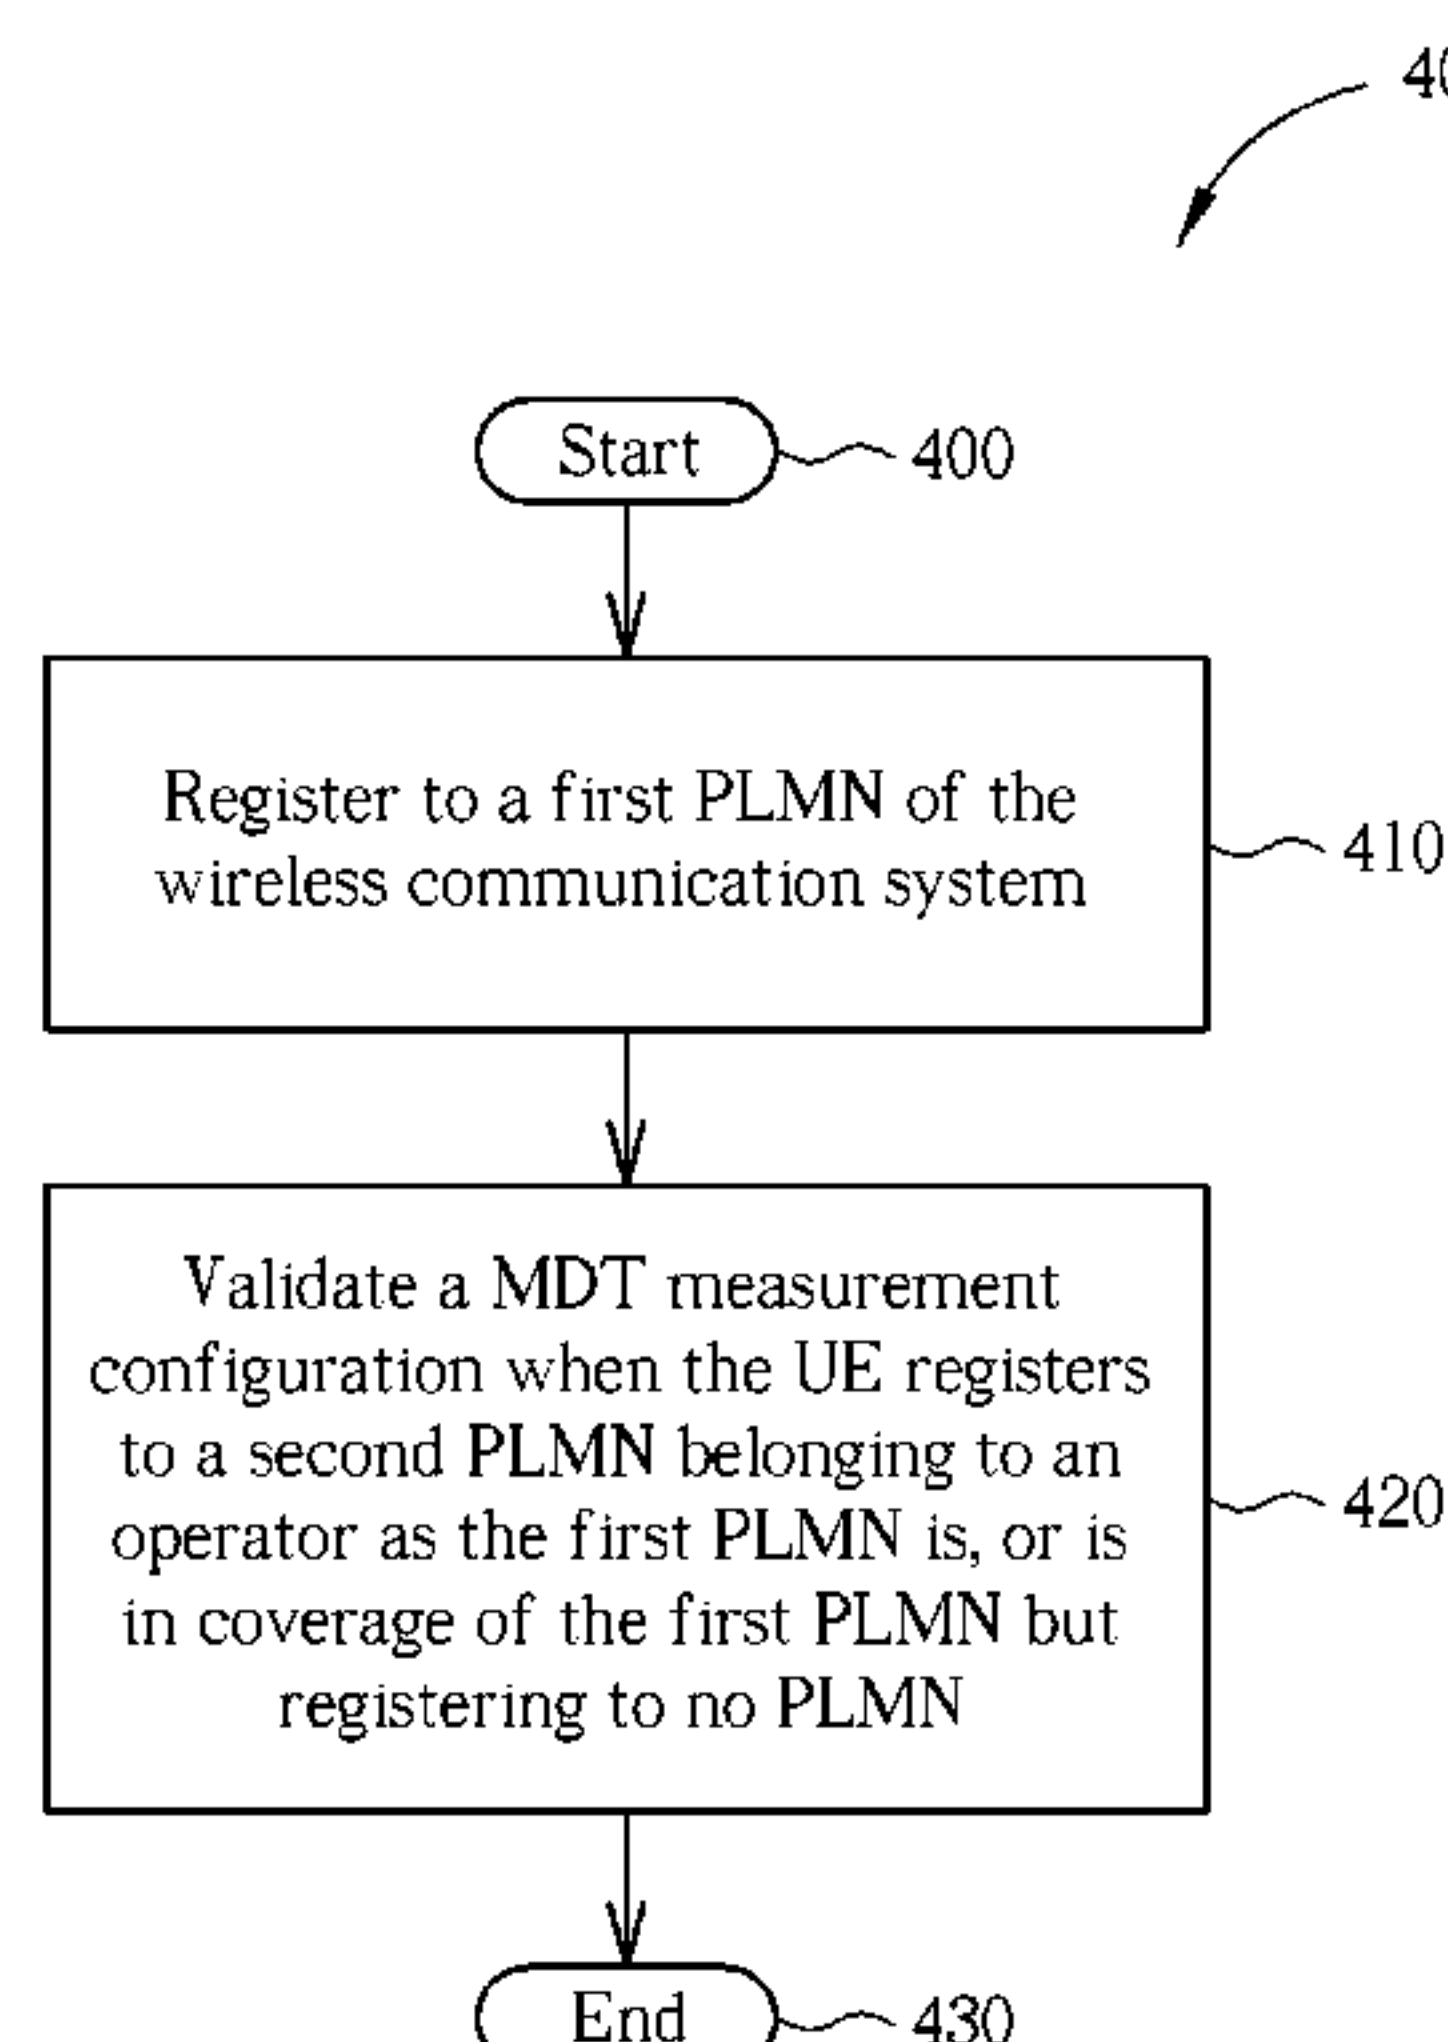 Start
400
Register to a first PLMN of the
wireless communication system
410
Validate a MDT measurement
configuration when the UE registers
to a second PLMN belonging to an
operator as the first PLMN is, or is
in coverage of the first PLMN but
registering to no PLMN
420
End
430